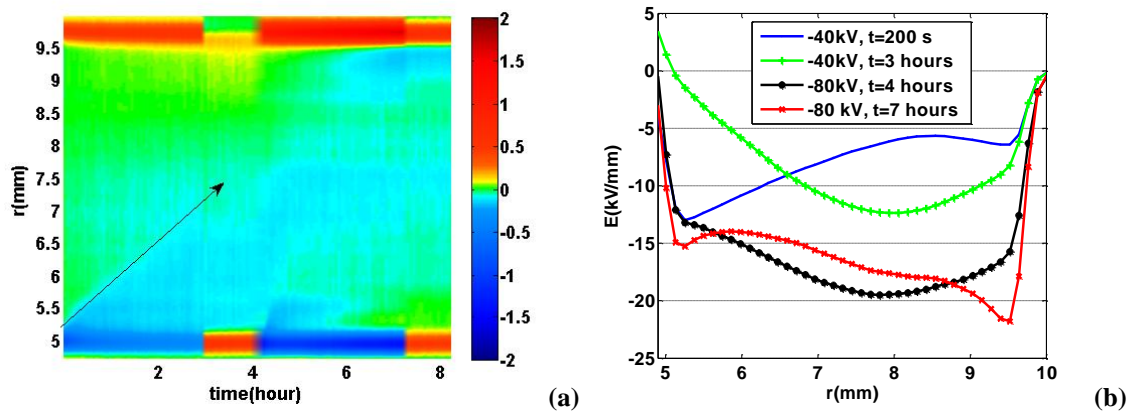 9.5
9
8.5
8
7.5
7
6.5
6
5.5
5
r(mm)
2 4 6 8
time(hour)
2
1.5
1
0.5
0
-0.5
-1
-1.5
-2
(a)
5
0
-5
-10
-15
-20
-25
E(kV/mm)
-40kV, t=200 s
-40kV, t=3 hours
-80kV, t=4 hours
-80 kV, t=7 hours
5 6 7 8 9 10
r(mm)
(b)